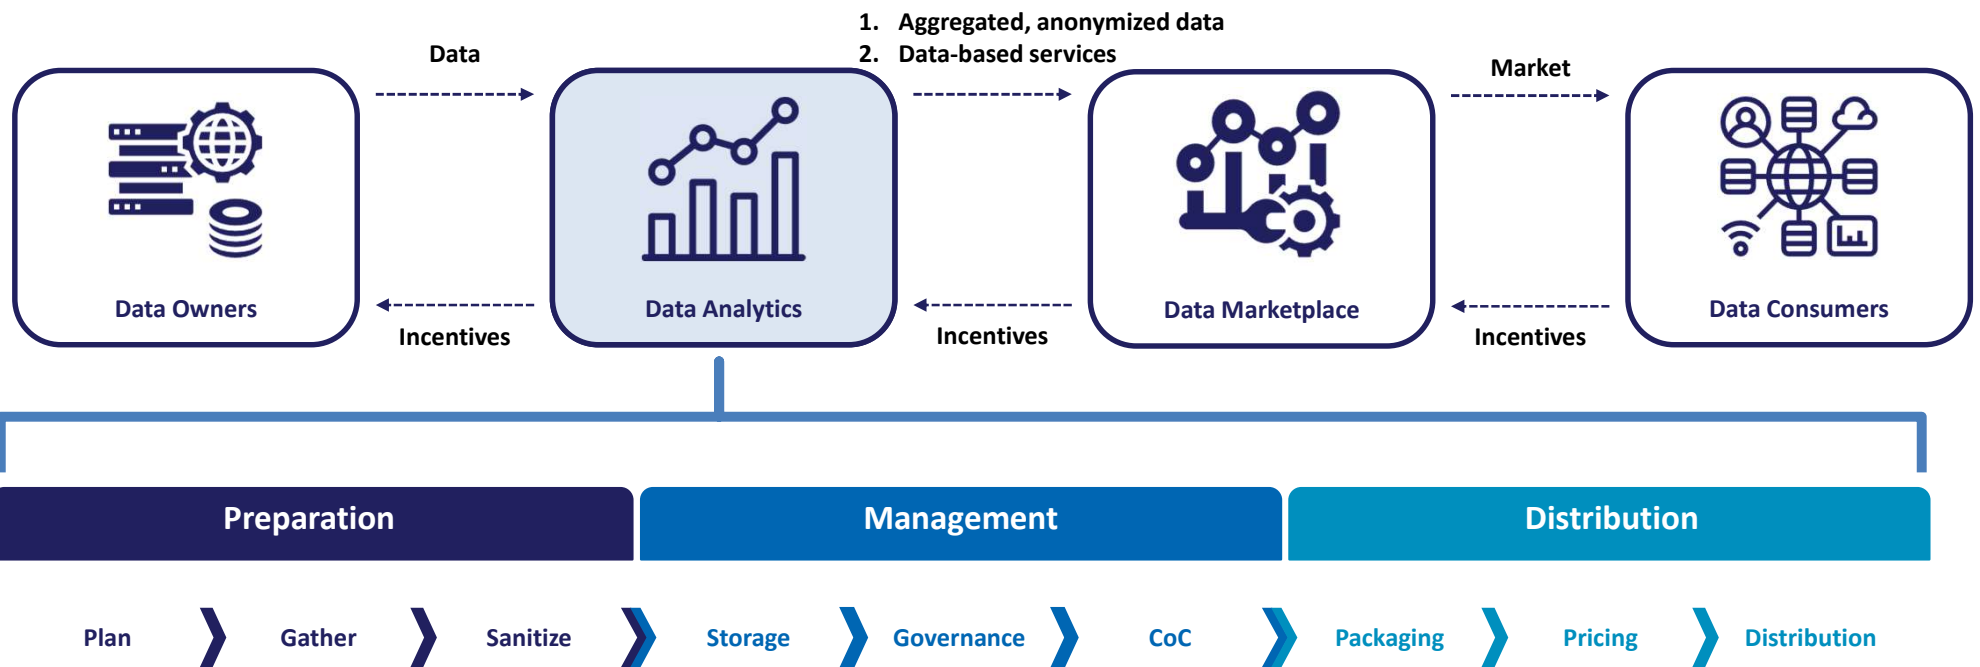 1. Aggregated, anonymized data
2. Data-based services
Data
Market
Data Owners
Data Analytics
Data Marketplace
Data Consumers
Incentives
Incentives
Incentives
Preparation
Management
Distribution
Plan
Gather
Sanitize
Storage
Governance
CoC
Packaging
Pricing
Distribution